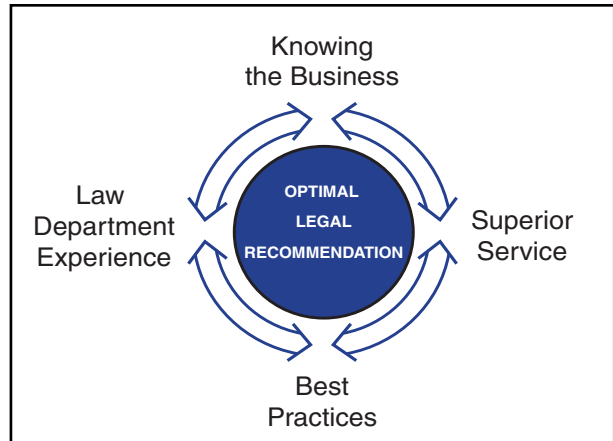 Knowing
the Business
Law
Department
Experience
OPTIMAL
LEGAL
RECOMMENDATION
Superior
Service
Best
Practices